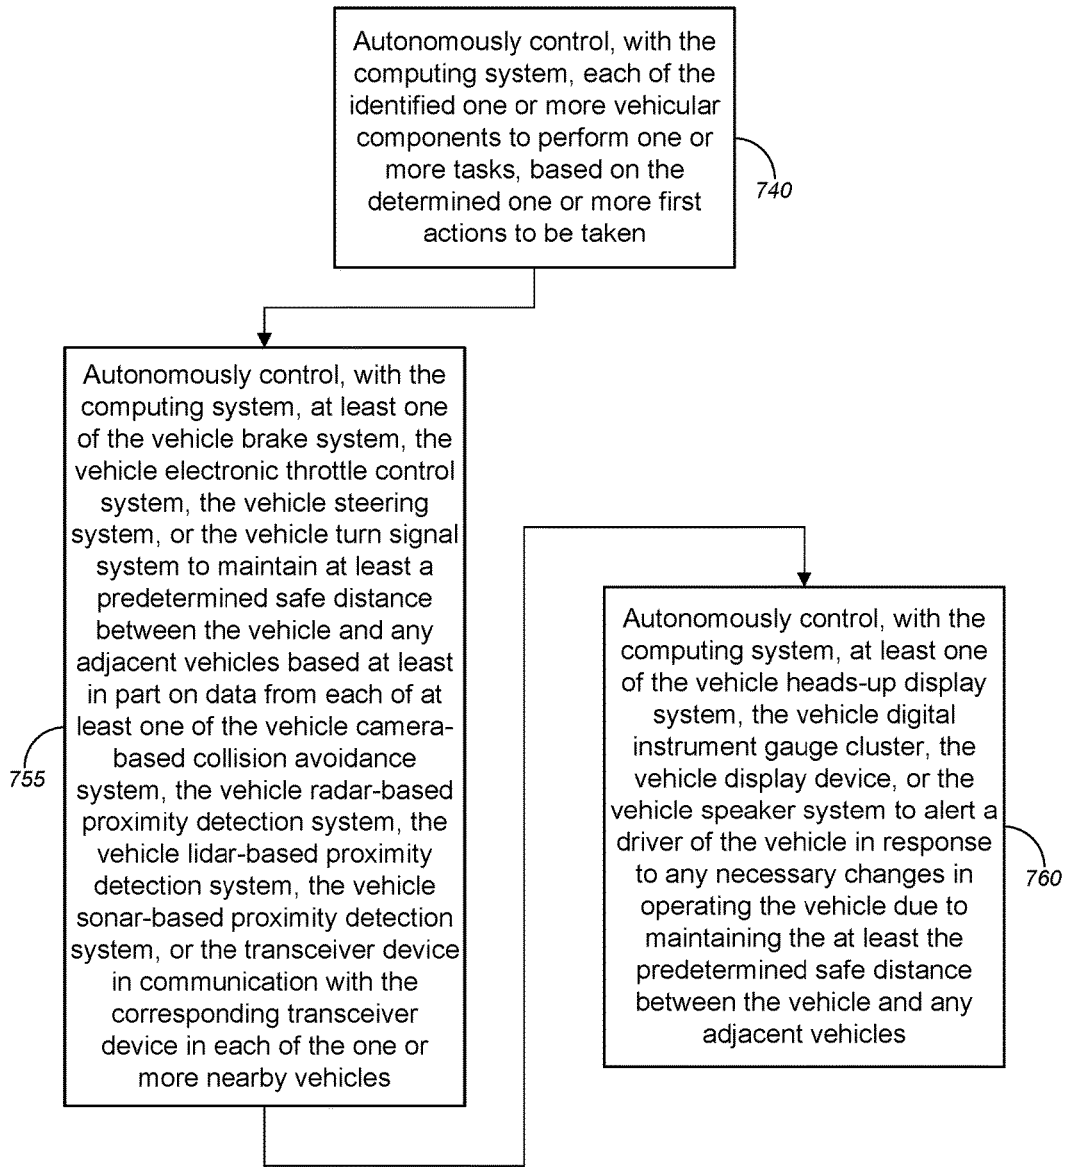 Autonomously control, with the
computing system, each of the
identified one or more vehicular
components to perform one or
more tasks, based on the
determined one or more first
actions to be taken
740
Autonomously control, with the
computing system, at least one
of the vehicle brake system, the
vehicle electronic throttle control
system, the vehicle steering
system, or the vehicle turn signal
system to maintain at least a
predetermined safe distance
between the vehicle and any
adjacent vehicles based at least
in part on data from each of at
least one of the vehicle camera-
based collision avoidance
system, the vehicle radar-based
proximity detection system, the
vehicle lidar-based proximity
detection system, the vehicle
sonar-based proximity detection
system, or the transceiver device
in communication with the
corresponding transceiver
device in each of the one or
more nearby vehicles
755
Autonomously control, with the
computing system, at least one
of the vehicle heads-up display
system, the vehicle digital
instrument gauge cluster, the
vehicle display device, or the
vehicle speaker system to alert a
driver of the vehicle in response
to any necessary changes in
operating the vehicle due to
maintaining the at least the
predetermined safe distance
between the vehicle and any
adjacent vehicles
760